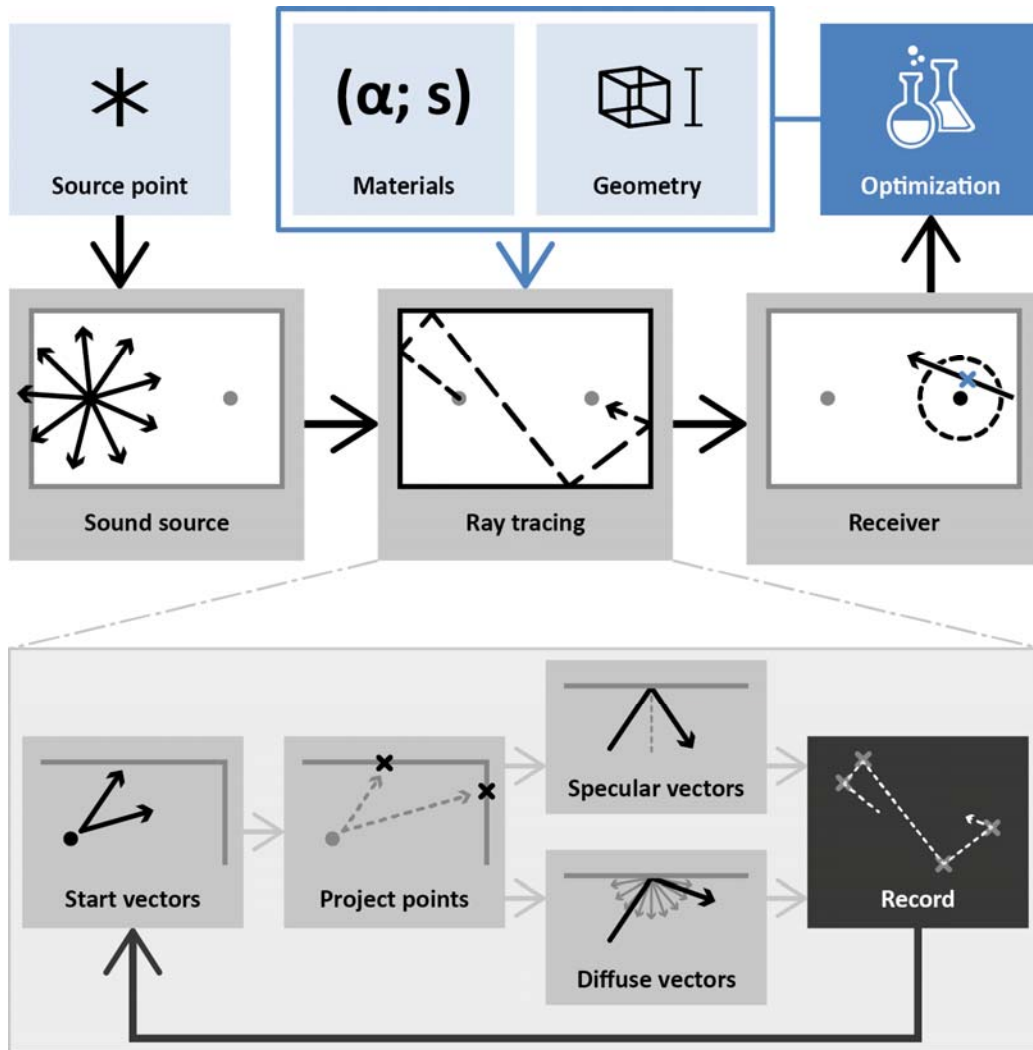 (α; s)
Source point
Materials
Geometry
Optimization
Sound source
Ray tracing
Receiver
Specular vectors
Start vectors
Project points
Record
Diffuse vectors